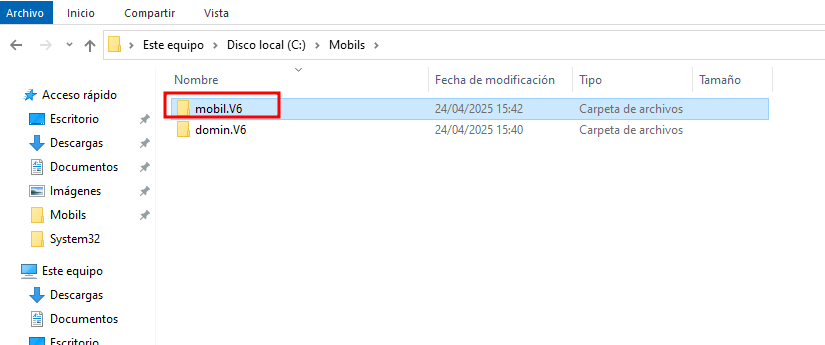 Archivo Inicio Compartir Vista
Este equipo Disco local (C:) Mobils
Nombre Fecha de modificación Tipo Tamaño
Acceso rápido
Escritorio
Descargas
Documentos
Imágenes
Mobils
System32
Este equipo
Descargas
Documentos
Escritorio
mobil.V6 24/04/2025 15:42 Carpeta de archivos
domin.V6 24/04/2025 15:40 Carpeta de archivos